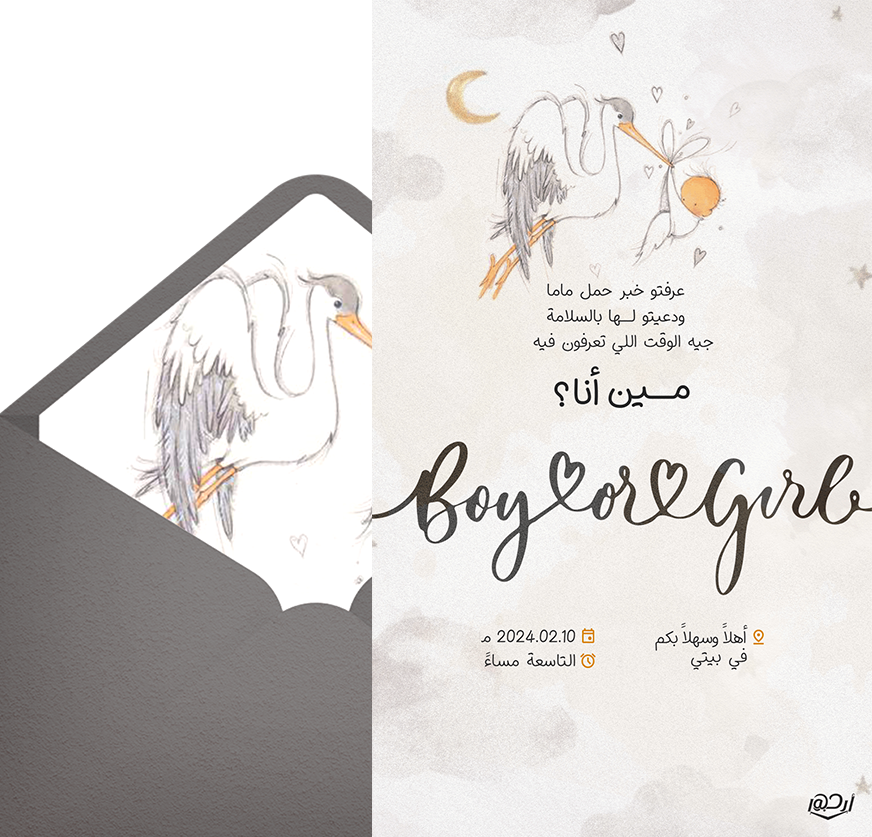 عرفتو خبر حمل ماما
ودعيتو لـها بالسلامة
جيه الوقت اللي تعرفون فيه
مـين أنا؟
Boy or Girl
أهلاً وسهلاً بكم
في بيتي
2024.02.10 م
التاسعة مساءً